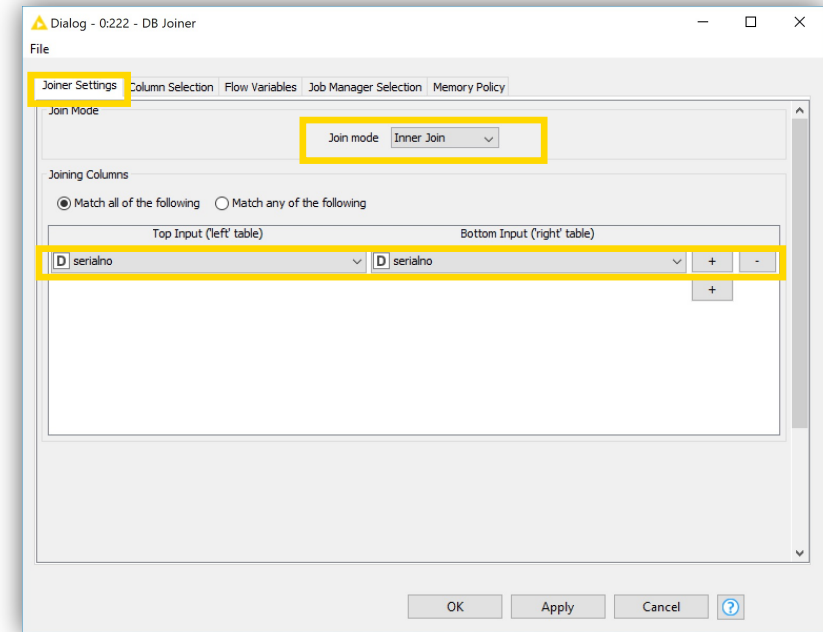 Dialog - 0:222 - DB Joiner
File
Joiner Settings Column Selection Flow Variables Job Manager Selection Memory Policy
Join Mode
Join mode Inner Join
Joining Columns
Match all of the following Match any of the following
Top Input ('left' table) Bottom Input ('right' table)
D serialno D serialno + -
+
OK Apply Cancel ?